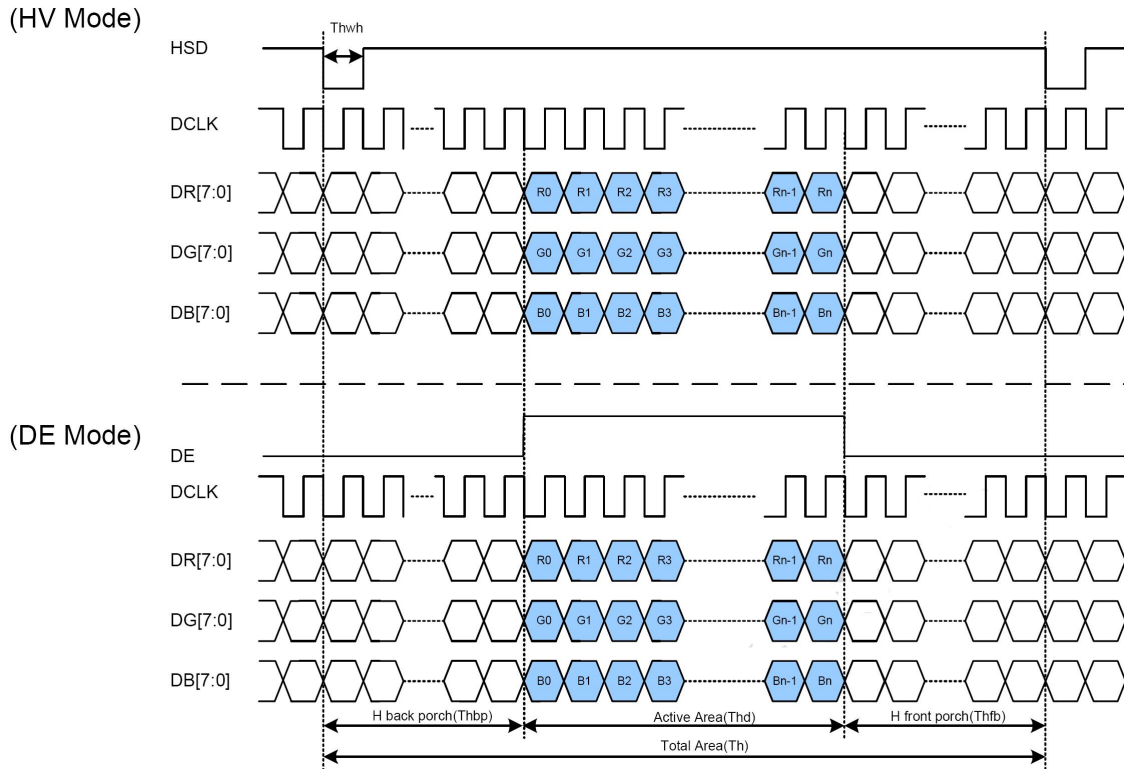 (HV Mode)
Thwh
HSD
DCLK
DR[7:0] R0 R1 R2 R3 Rn-1 Rn
DG[7:0] G0 G1 G2 G3 Gn-1 Gn
DB[7:0] B0 B1 B2 B3 Bn-1 Bn
(DE Mode)
DE
DCLK
DR[7:0] R0 R1 R2 R3 Rn-1 Rn
DG[7:0] G0 G1 G2 G3 Gn-1 Gn
DB[7:0] B0 B1 B2 B3 Bn-1 Bn
H back porch(Thbp) Active Area(Thd) H front porch(Thfb)
Total Area(Th)